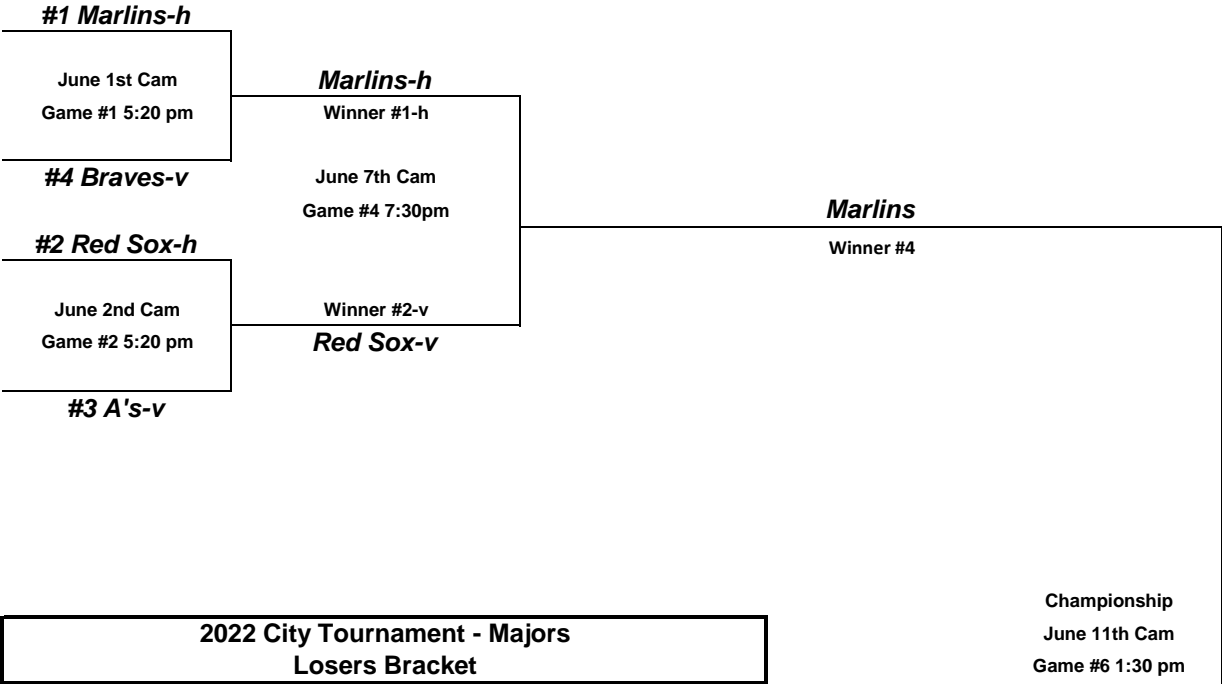 #1 Marlins-h
June 1st Cam
Game #1 5:20 pm
#4 Braves-v
Marlins-h
Winner #1-h
June 7th Cam
Game #4 7:30pm
#2 Red Sox-h
June 2nd Cam
Game #2 5:20 pm
#3 A's-v
Winner #2-v
Red Sox-v
Marlins
Winner #4
Championship
June 11th Cam
Game #6 1:30 pm
2022 City Tournament - Majors
Losers Bracket